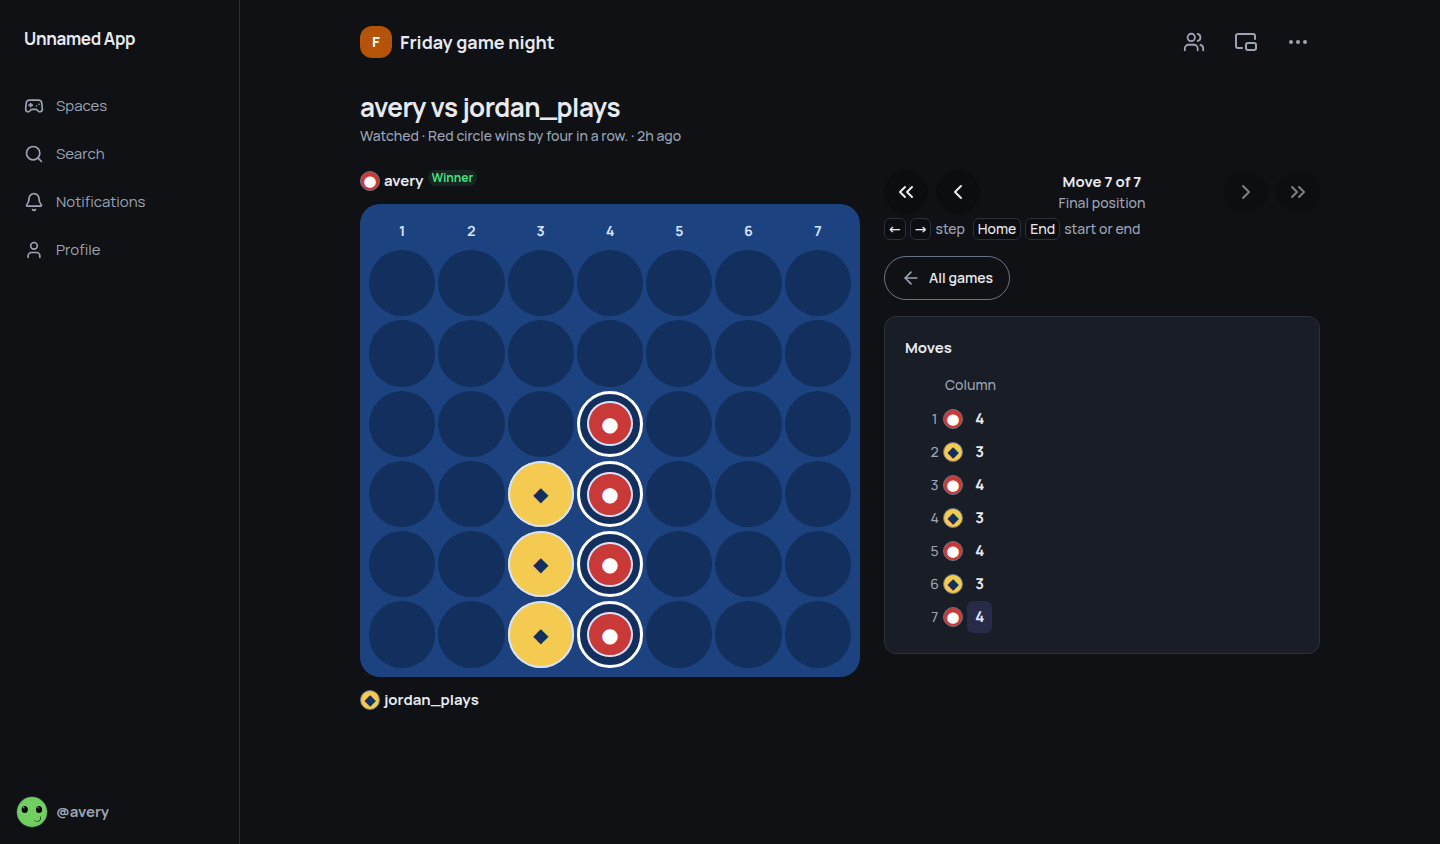 Unnamed App
Spaces
Search
Notifications
Profile
@avery
F Friday game night
avery vs jordan_plays
Watched · Red circle wins by four in a row. · 2h ago
avery Winner
1 2 3 4 5 6 7
jordan_plays
Move 7 of 7
Final position
← → step Home End start or end
← All games
Moves
Column
1 4
2 3
3 4
4 3
5 4
6 3
7 4